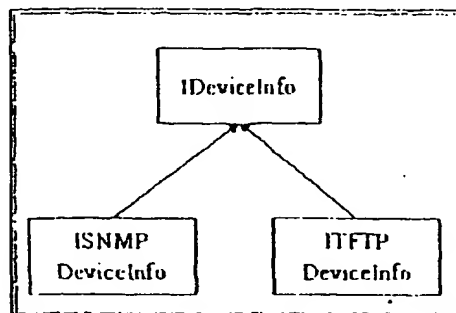 IDeviceInfo
ISNMP
DeviceInfo
ITFTP
DeviceInfo